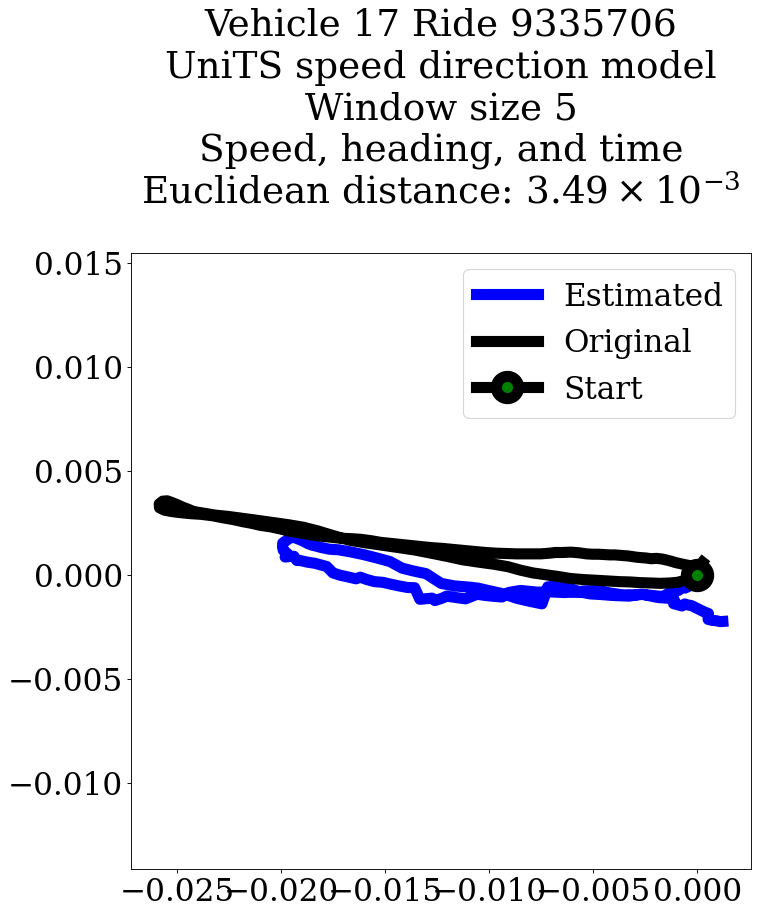 Vehicle 17 Ride 9335706
UniTS speed direction model
Window size 5
Speed, heading, and time
Euclidean distance: 3.49 × 10⁻³
Estimated
Original
Start
0.015
0.010
0.005
0.000
−0.005
−0.010
−0.025
−0.020
−0.015
−0.010
−0.005
0.000